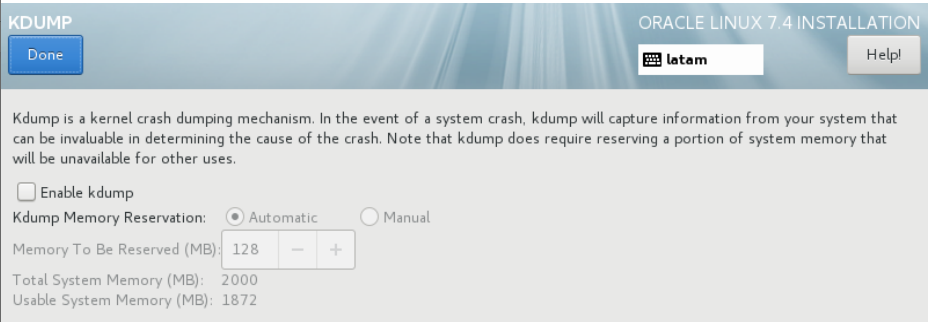 KDUMP
ORACLE LINUX 7.4 INSTALLATION
Done
latam
Help!
Kdump is a kernel crash dumping mechanism. In the event of a system crash, kdump will capture information from your system that
can be invaluable in determining the cause of the crash. Note that kdump does require reserving a portion of system memory that
will be unavailable for other uses.
Enable kdump
Kdump Memory Reservation: Automatic Manual
Memory To Be Reserved (MB): 128 − +
Total System Memory (MB): 2000
Usable System Memory (MB): 1872